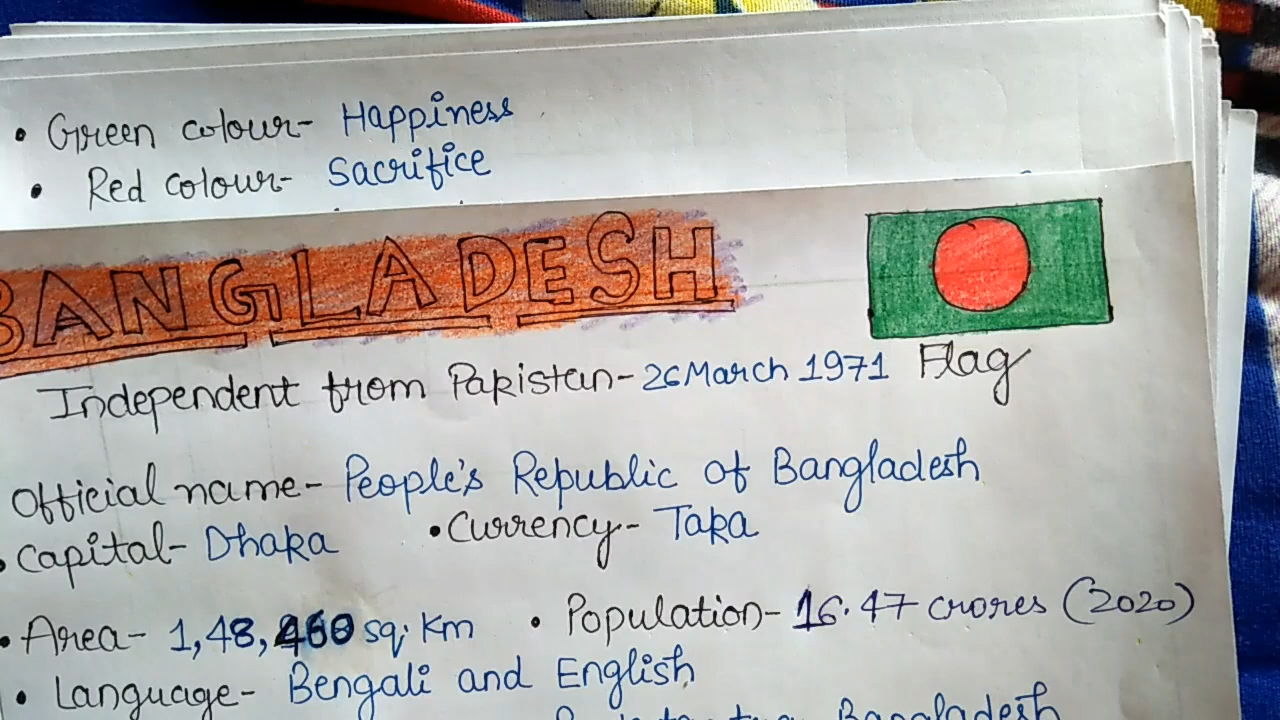 • Green colour- Happiness
• Red colour- Sacrifice
BANGLADESH
Independent from Pakistan- 26 March 1971
Flag
Official name- People's Republic of Bangladesh
• Capital- Dhaka • Currency- Taka
• Area- 1,48,460 sq. Km • Population- 16.47 crores (2020)
• Language- Bengali and English
Bangladesh